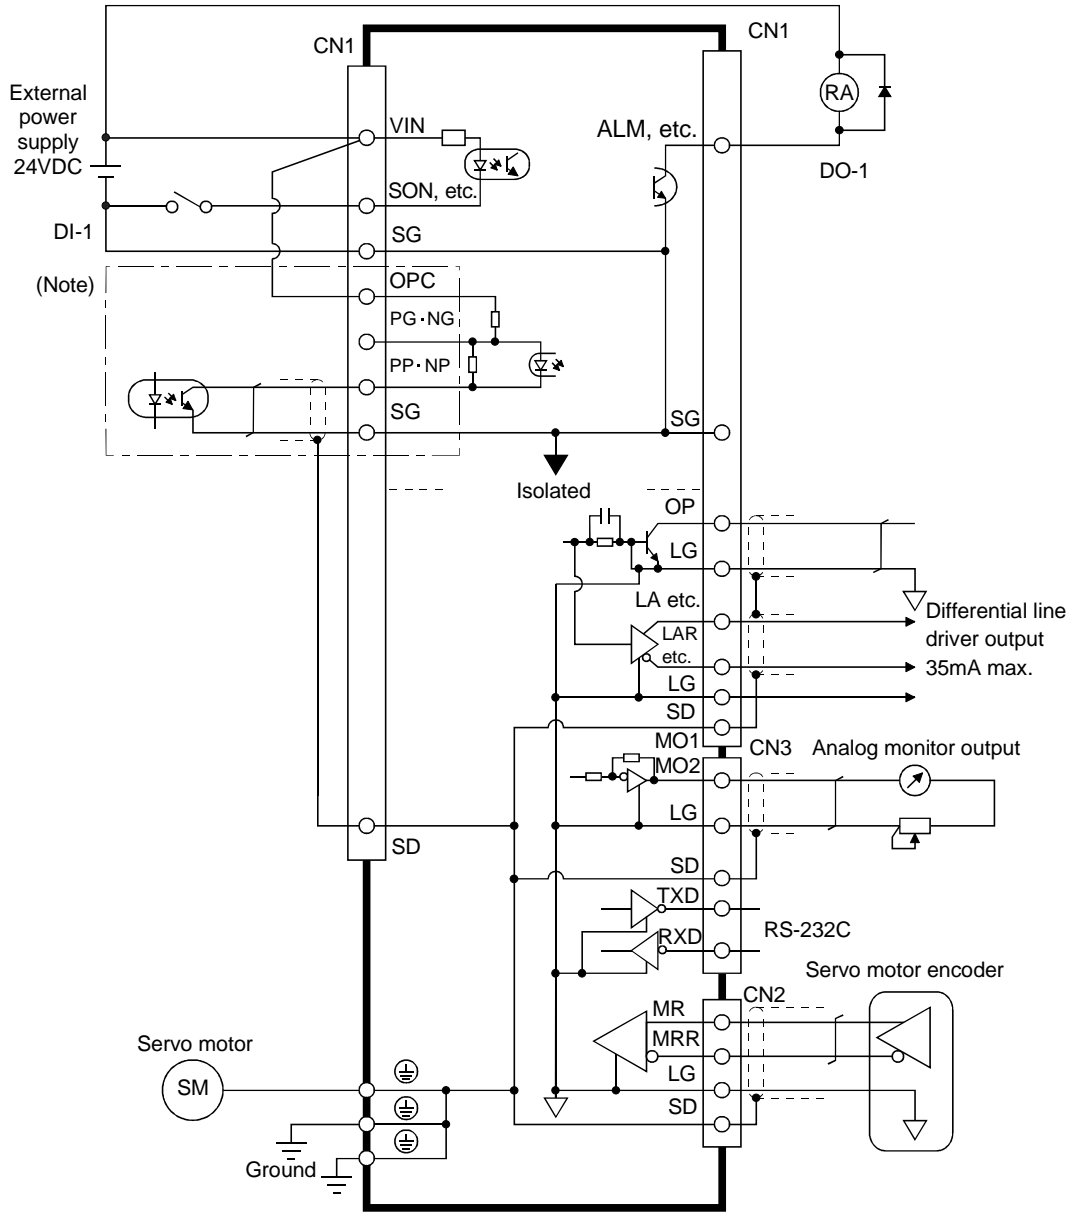 CN1
CN1
External
power
supply
24VDC
VIN
RA
ALM, etc.
DO-1
SON, etc.
DI-1
SG
(Note)
OPC
PG・NG
PP・NP
SG
SG
Isolated
OP
LG
LA etc.
LAR
etc.
Differential line
driver output
35mA max.
LG
SD
MO1
CN3
Analog monitor output
MO2
LG
SD
SD
TXD
RS-232C
RXD
Servo motor encoder
CN2
MR
MRR
Servo motor
SM
LG
SD
Ground